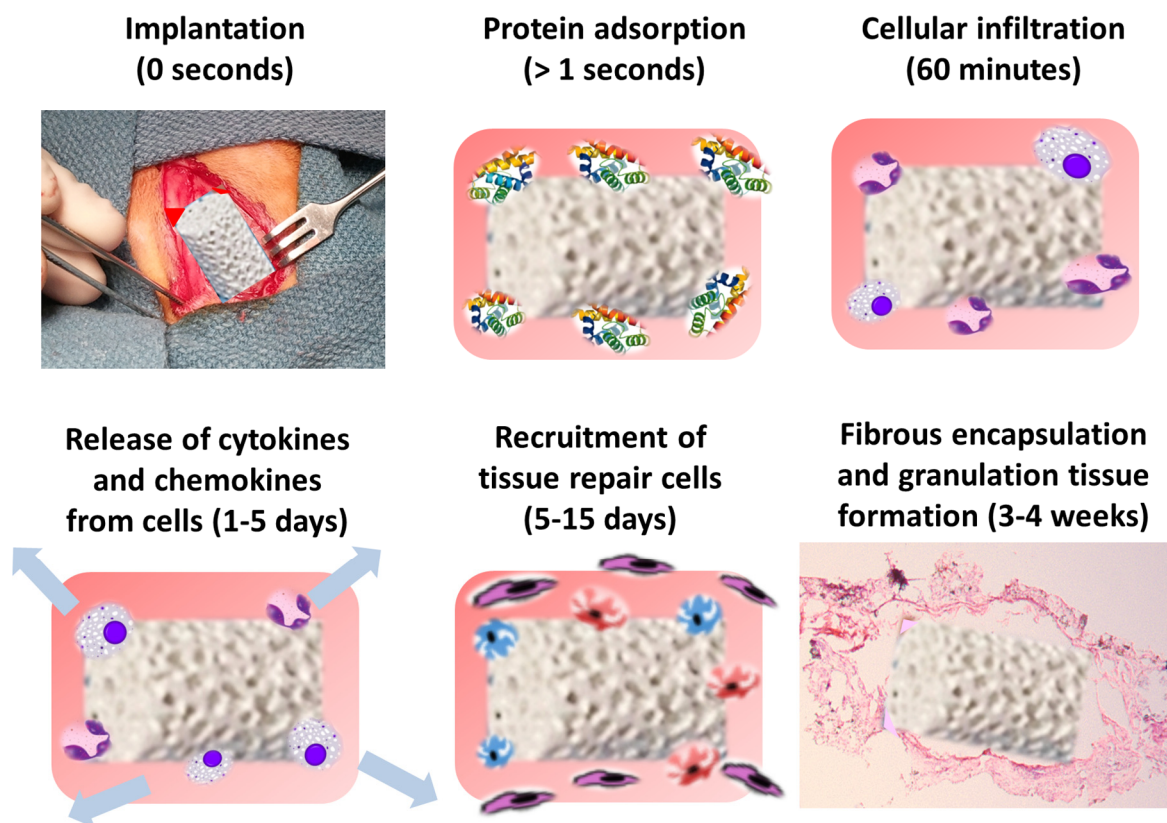 Implantation
(0 seconds)
Protein adsorption
(> 1 seconds)
Cellular infiltration
(60 minutes)
Release of cytokines
and chemokines
from cells (1-5 days)
Recruitment of
tissue repair cells
(5-15 days)
Fibrous encapsulation
and granulation tissue
formation (3-4 weeks)